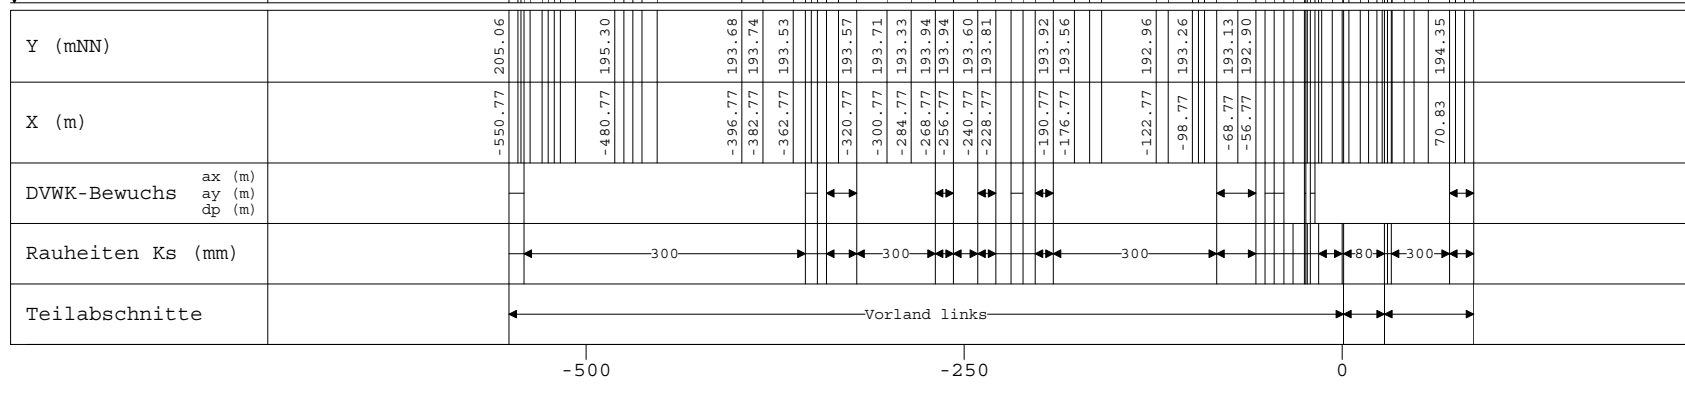 Y (mNN) 205.06 195.30 193.68 193.74 193.53 193.57 193.71 193.33 193.94 193.94 193.60 193.81 193.92 193.56 192.96 193.26 193.13 192.90 194.35
X (m) -550.77 -480.77 -396.77 -382.77 -362.77 -320.77 -300.77 -284.77 -268.77 -256.77 -240.77 -228.77 -190.77 -176.77 -122.77 -98.77 -68.77 -56.77 70.83
DVWK-Bewuchs ax (m)
ay (m)
dp (m)
Rauheiten Ks (mm) 300 300 300 80 300
Teilabschnitte Vorland links
-500 -250 0